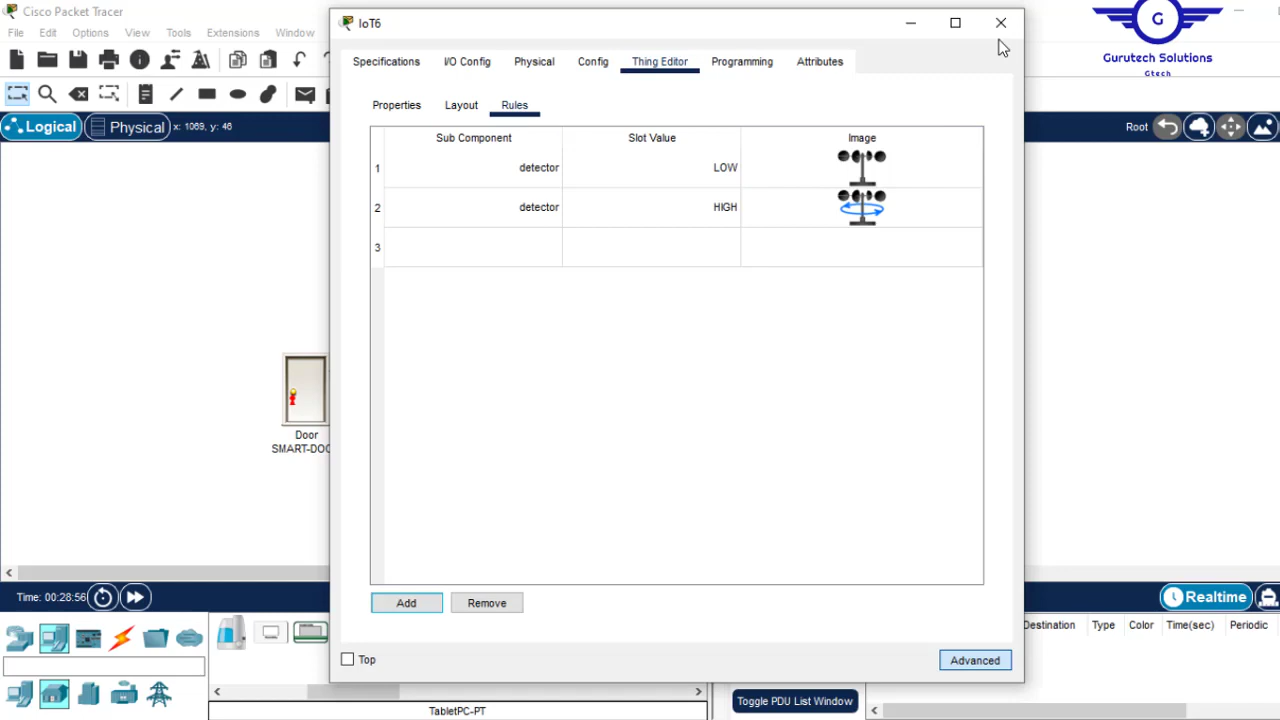 Cisco Packet Tracer
File Edit Options View Tools Extensions Window
Logical Physical x: 1069, y: 46
Root
Door
SMART-DOO
Time: 00:28:56
Realtime
IoT6
Specifications I/O Config Physical Config Thing Editor Programming Attributes
Properties Layout Rules
Sub Component Slot Value Image
1 detector LOW
2 detector HIGH
3
Add Remove
Top
Advanced
G
Gurutech Solutions
Gtech
Destination Type Color Time(sec) Periodic
Toggle PDU List Window
TabletPC-PT